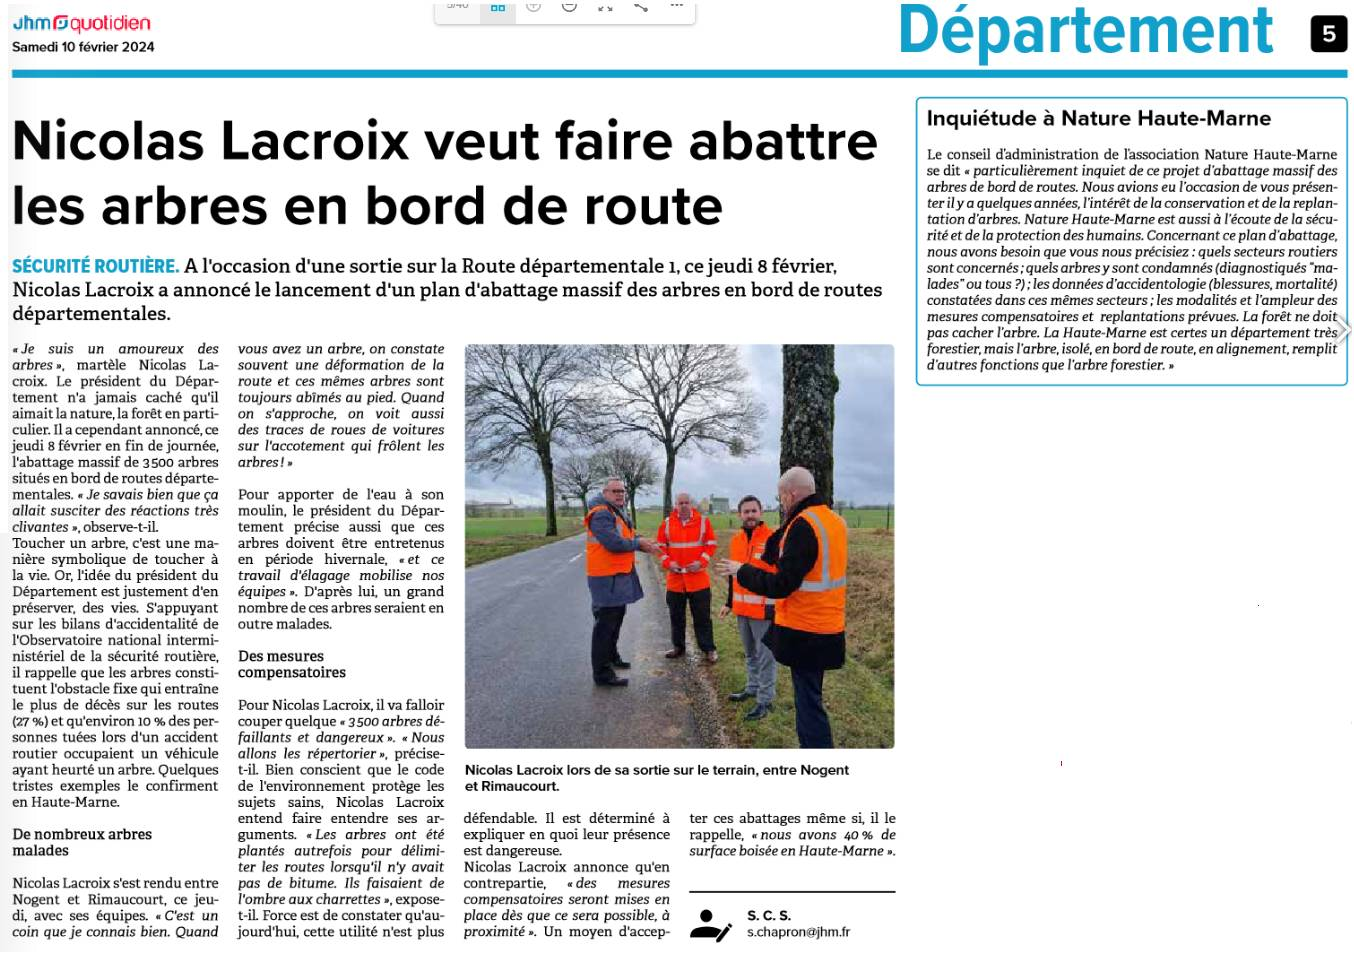 5/40
Jhm quotidien
Samedi 10 février 2024
Département
5
Nicolas Lacroix veut faire abattre
les arbres en bord de route
SÉCURITÉ ROUTIÈRE. A l'occasion d'une sortie sur la Route départementale 1, ce jeudi 8 février,
Nicolas Lacroix a annoncé le lancement d'un plan d'abattage massif des arbres en bord de routes
départementales.
« Je suis un amoureux des
arbres », martèle Nicolas La-
croix. Le président du Dépar-
tement n'a jamais caché qu'il
aimait la nature, la forêt en parti-
culier. Il a cependant annoncé, ce
jeudi 8 février en fin de journée,
l'abattage massif de 3 500 arbres
situés en bord de routes départe-
mentales. « Je savais bien que ça
allait susciter des réactions très
clivantes », observe-t-il.
Toucher un arbre, c'est une ma-
nière symbolique de toucher à
la vie. Or, l'idée du président du
Département est justement d'en
préserver, des vies. S'appuyant
sur les bilans d'accidentalité de
l'Observatoire national intermi-
nistériel de la sécurité routière,
il rappelle que les arbres consti-
tuent l'obstacle fixe qui entraîne
le plus de décès sur les routes
(27 %) et qu'environ 10 % des per-
sonnes tuées lors d'un accident
routier occupaient un véhicule
ayant heurté un arbre. Quelques
tristes exemples le confirment
en Haute-Marne.
De nombreux arbres
malades
Nicolas Lacroix s'est rendu entre
Nogent et Rimaucourt, ce jeu-
di, avec ses équipes. « C'est un
coin que je connais bien. Quand
vous avez un arbre, on constate
souvent une déformation de la
route et ces mêmes arbres sont
toujours abîmés au pied. Quand
on s'approche, on voit aussi
des traces de roues de voitures
sur l'accotement qui frôlent les
arbres ! »
Pour apporter de l'eau à son
moulin, le président du Dépar-
tement précise aussi que ces
arbres doivent être entretenus
en période hivernale, « et ce
travail d'élagage mobilise nos
équipes ». D'après lui, un grand
nombre de ces arbres seraient en
outre malades.
Des mesures
compensatoires
Pour Nicolas Lacroix, il va falloir
couper quelque « 3 500 arbres dé-
faillants et dangereux ». « Nous
allons les répertorier », précise-
t-il. Bien conscient que le code
de l'environnement protège les
sujets sains, Nicolas Lacroix
entend faire entendre ses ar-
guments. « Les arbres ont été
plantés autrefois pour délimi-
ter les routes lorsqu'il n'y avait
pas de bitume. Ils faisaient de
l'ombre aux charrettes », expose-
t-il. Force est de constater qu'au-
jourd'hui, cette utilité n'est plus
Nicolas Lacroix lors de sa sortie sur le terrain, entre Nogent
et Rimaucourt.
défendable. Il est déterminé à
expliquer en quoi leur présence
est dangereuse.
Nicolas Lacroix annonce qu'en
contrepartie, « des mesures
compensatoires seront mises en
place dès que ce sera possible, à
proximité ». Un moyen d'accep-
ter ces abattages même si, il le
rappelle, « nous avons 40 % de
surface boisée en Haute-Marne ».
S. C. S.
s.chapron@jhm.fr
Inquiétude à Nature Haute-Marne
Le conseil d'administration de l'association Nature Haute-Marne
se dit « particulièrement inquiet de ce projet d'abattage massif des
arbres de bord de routes. Nous avions eu l'occasion de vous présen-
ter il y a quelques années, l'intérêt de la conservation et de la replan-
tation d'arbres. Nature Haute-Marne est aussi à l'écoute de la sécu-
rité et de la protection des humains. Concernant ce plan d'abattage,
nous avons besoin que vous nous précisiez : quels secteurs routiers
sont concernés ; quels arbres y sont condamnés (diagnostiqués "ma-
lades" ou tous ?) ; les données d'accidentologie (blessures, mortalité)
constatées dans ces mêmes secteurs ; les modalités et l'ampleur des
mesures compensatoires et replantations prévues. La forêt ne doit
pas cacher l'arbre. La Haute-Marne est certes un département très
forestier, mais l'arbre, isolé, en bord de route, en alignement, remplit
d'autres fonctions que l'arbre forestier. »